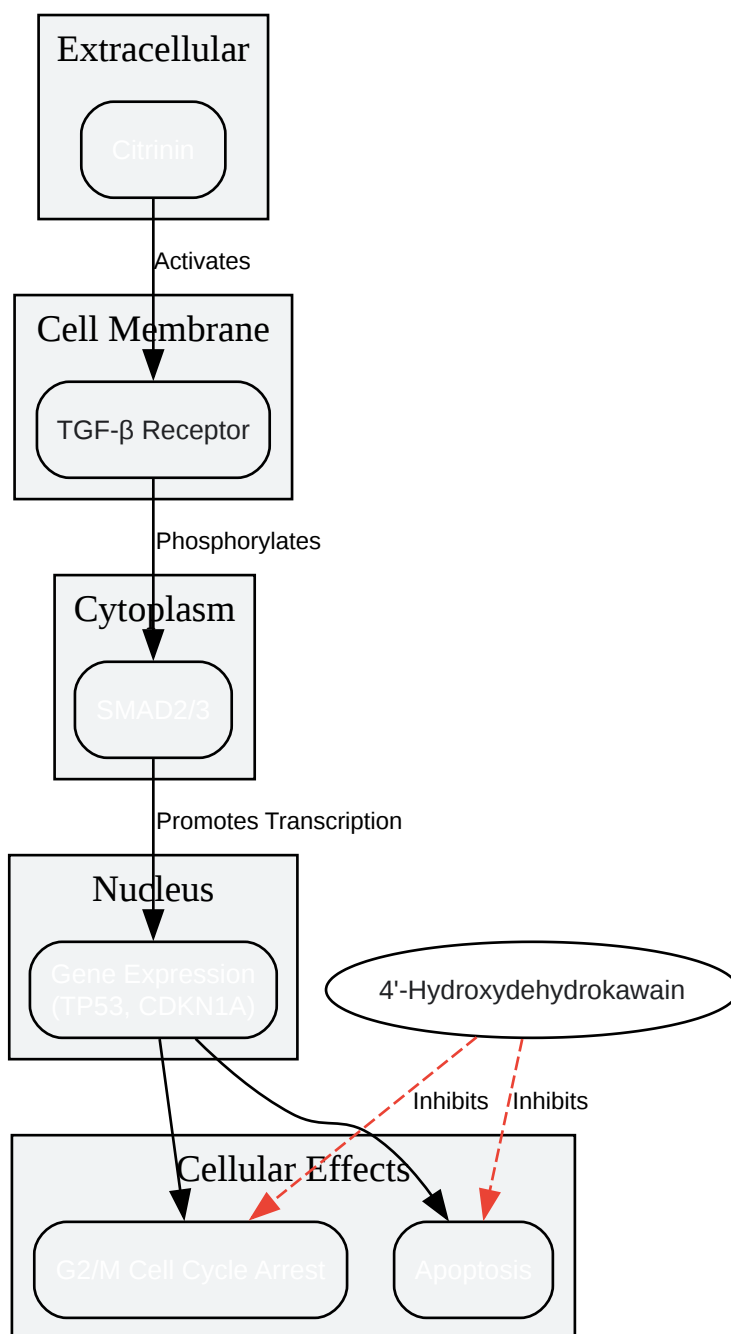 Extracellular
Citrinin
Activates
Cell Membrane
TGF-β Receptor
Phosphorylates
Cytoplasm
SMAD2/3
Promotes Transcription
Nucleus
Gene Expression
(TP53, CDKN1A)
4'-Hydroxydehydrokawain
Inhibits
Inhibits
Cellular Effects
G2/M Cell Cycle Arrest
Apoptosis